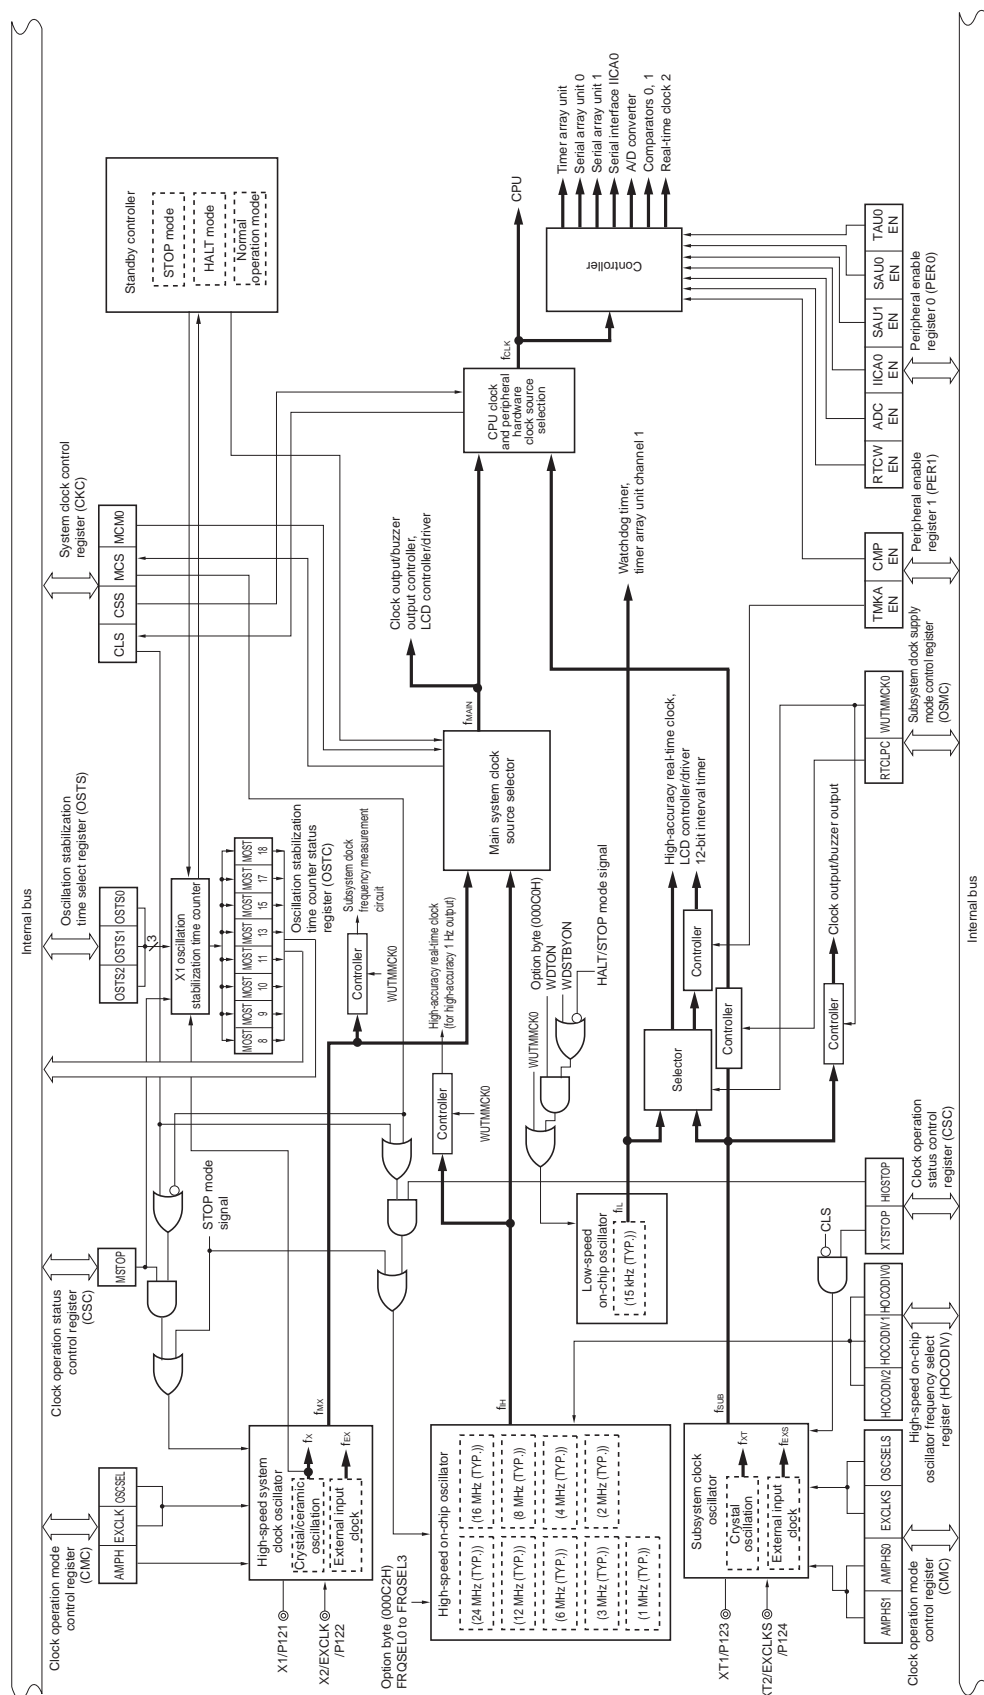 Internal bus
Clock operation mode
control register
(CMC)
AMPH
EXCLK
OSCSEL
Clock operation status
control register
(CSC)
MSTOP
Oscillation stabilization
time select register (OSTS)
OSTS2
OSTS1
OSTS0
3
System clock control
register (CKC)
CLS
CSS
MCS
MCM0
Standby controller
STOP mode
HALT mode
Normal
operation mode
STOP mode
signal
X1 oscillation
stabilization time counter
MOST
8
MOST
9
MOST
10
MOST
11
MOST
13
MOST
15
MOST
17
MOST
18
Oscillation stabilization
time counter status
register (OSTC)
X1/P121
X2/EXCLK
/P122
High-speed system
clock oscillator
Crystal/ceramic
oscillation
fX
External input
clock
fEX
fMX
Controller
WUTMMCK0
Subsystem clock
frequency measurement
circuit
Option byte (000C2H)
FRQSEL0 to FRQSEL3
High-speed on-chip oscillator
(24 MHz (TYP.))
(16 MHz (TYP.))
(12 MHz (TYP.))
(8 MHz (TYP.))
(6 MHz (TYP.))
(4 MHz (TYP.))
(3 MHz (TYP.))
(2 MHz (TYP.))
(1 MHz (TYP.))
fIH
Controller
WUTMMCK0
High-accuracy real-time clock
(for high-accuracy 1 Hz output)
Main system clock
source selector
fMAIN
Clock output/buzzer
output controller,
LCD controller/driver
CPU clock
and peripheral
hardware
clock source
selection
fCLK
CPU
Controller
Timer array unit
Serial array unit 0
Serial array unit 1
Serial interface IICA0
A/D converter
Comparators 0, 1
Real-time clock 2
WUTMMCK0
Option byte (000C0H)
WDTON
WDSTBYON
HALT/STOP mode signal
Low-speed
on-chip oscillator
(15 kHz (TYP.))
fIL
Watchdog timer,
timer array unit channel 1
Selector
Controller
High-accuracy real-time clock,
LCD controller/driver
12-bit interval timer
Controller
Controller
Clock output/buzzer output
XT1/P123
XT2/EXCLKS
/P124
Subsystem clock
oscillator
Crystal
oscillation
fXT
External input
clock
fEXS
fSUB
CLS
AMPHS1
AMPHS0
EXCLKS
OSCSELS
Clock operation mode
control register
(CMC)
HOCODIV2
HOCODIV1
HOCODIV0
High-speed on-chip
oscillator frequency select
register (HOCODIV)
XTSTOP
HIOSTOP
Clock operation
status control
register (CSC)
RTCLPC
WUTMMCK0
Subsystem clock supply
mode control register
(OSMC)
TMKA
EN
CMP
EN
Peripheral enable
register 1 (PER1)
RTCW
EN
ADC
EN
IICA0
EN
SAU1
EN
SAU0
EN
TAU0
EN
Peripheral enable
register 0 (PER0)
Internal bus